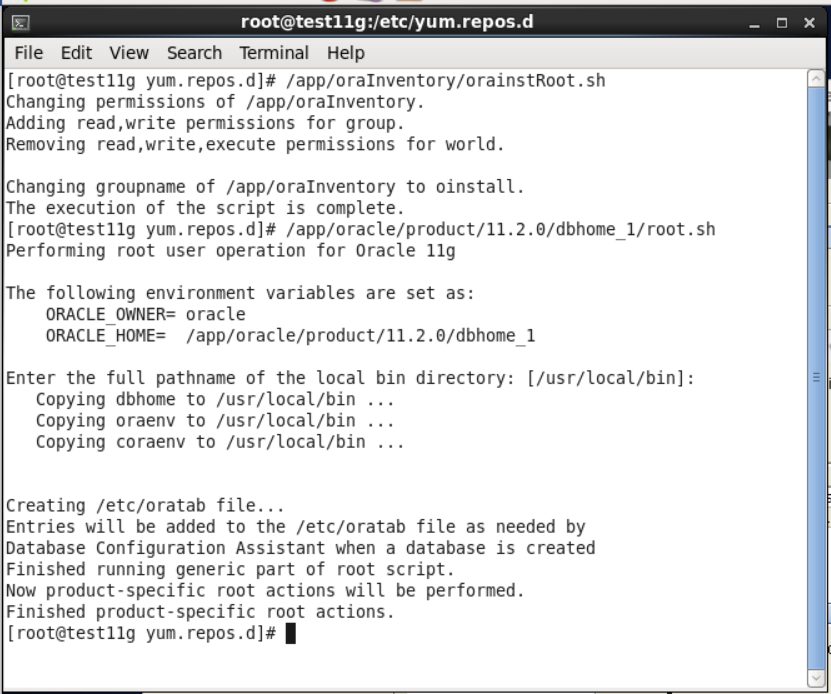 root@test11g:/etc/yum.repos.d
File Edit View Search Terminal Help
[root@test11g yum.repos.d]# /app/oraInventory/orainstRoot.sh
Changing permissions of /app/oraInventory.
Adding read,write permissions for group.
Removing read,write,execute permissions for world.
Changing groupname of /app/oraInventory to oinstall.
The execution of the script is complete.
[root@test11g yum.repos.d]# /app/oracle/product/11.2.0/dbhome_1/root.sh
Performing root user operation for Oracle 11g
The following environment variables are set as:
ORACLE_OWNER= oracle
ORACLE_HOME=  /app/oracle/product/11.2.0/dbhome_1
Enter the full pathname of the local bin directory: [/usr/local/bin]:
Copying dbhome to /usr/local/bin ...
Copying oraenv to /usr/local/bin ...
Copying coraenv to /usr/local/bin ...
Creating /etc/oratab file...
Entries will be added to the /etc/oratab file as needed by
Database Configuration Assistant when a database is created
Finished running generic part of root script.
Now product-specific root actions will be performed.
Finished product-specific root actions.
[root@test11g yum.repos.d]#